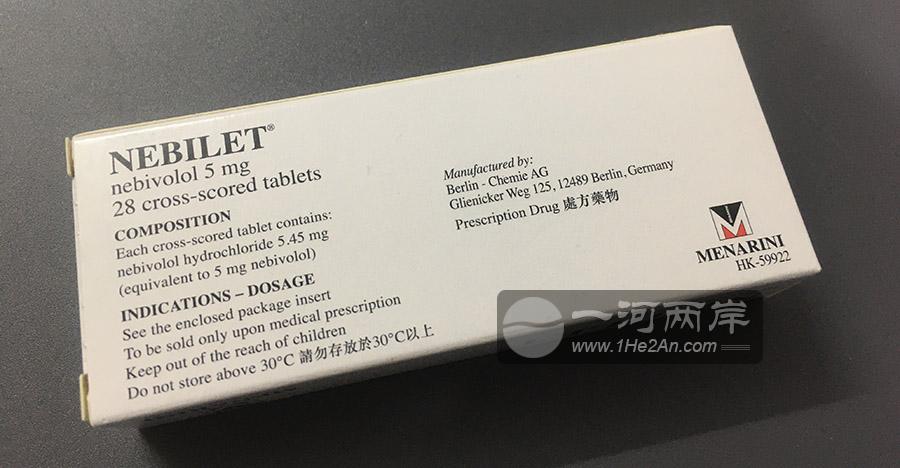 NEBILET®
nebivolol 5 mg
28 cross-scored tablets
COMPOSITION
Each cross-scored tablet contains:
nebivolol hydrochloride 5.45 mg
(equivalent to 5 mg nebivolol)
INDICATIONS – DOSAGE
See the enclosed package insert
To be sold only upon medical prescription
Keep out of the reach of children
Do not store above 30°C 請勿存放於30°C以上
Manufactured by:
Berlin - Chemie AG
Glienicker Weg 125, 12489 Berlin, Germany
Prescription Drug 處方藥物
MENARINI
HK-59922
一河两岸
www.1He2An.com